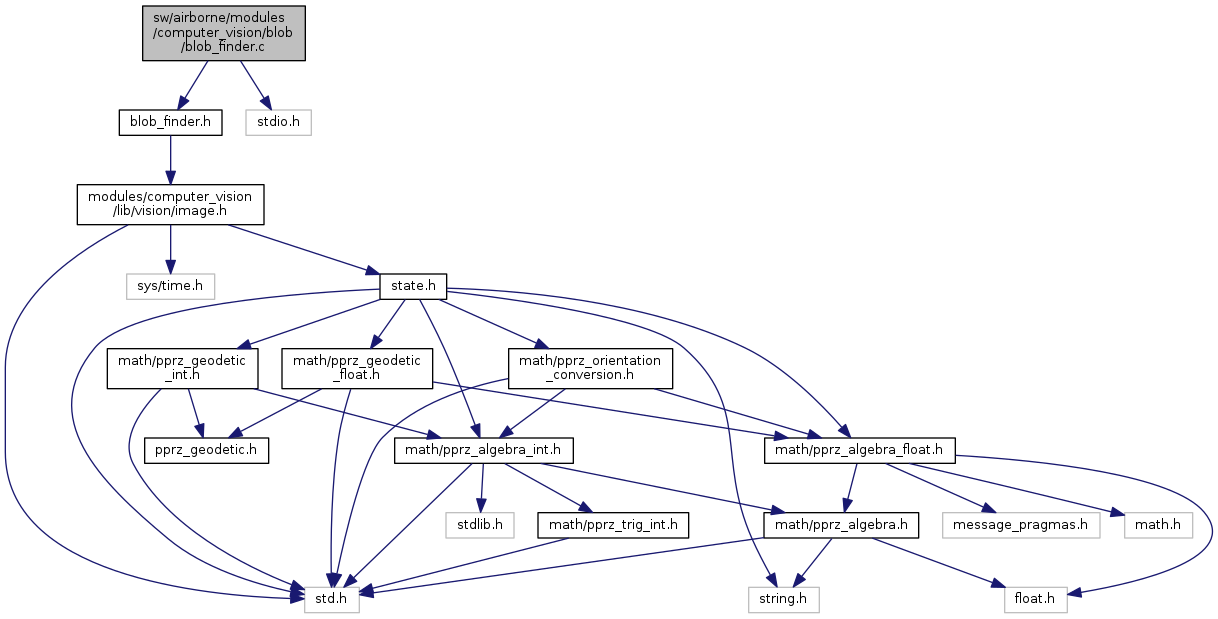 sw/airborne/modules
/computer_vision/blob
/blob_finder.c
blob_finder.h
stdio.h
modules/computer_vision
/lib/vision/image.h
sys/time.h
state.h
math/pprz_geodetic
_int.h
math/pprz_geodetic
_float.h
math/pprz_orientation
_conversion.h
pprz_geodetic.h
math/pprz_algebra_int.h
math/pprz_algebra_float.h
stdlib.h
math/pprz_trig_int.h
math/pprz_algebra.h
message_pragmas.h
math.h
std.h
string.h
float.h